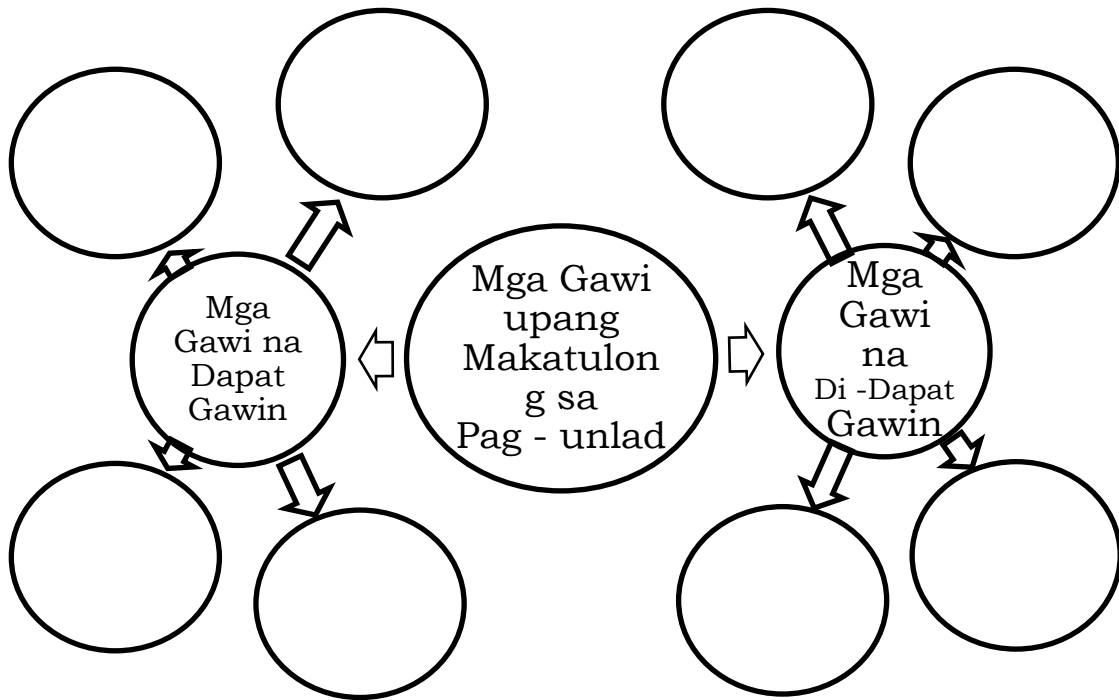 Mga
Gawi na
Dapat
Gawin
Mga Gawi
upang
Makatulon
g sa
Pag - unlad
Mga
Gawi
na
Di -Dapat
Gawin